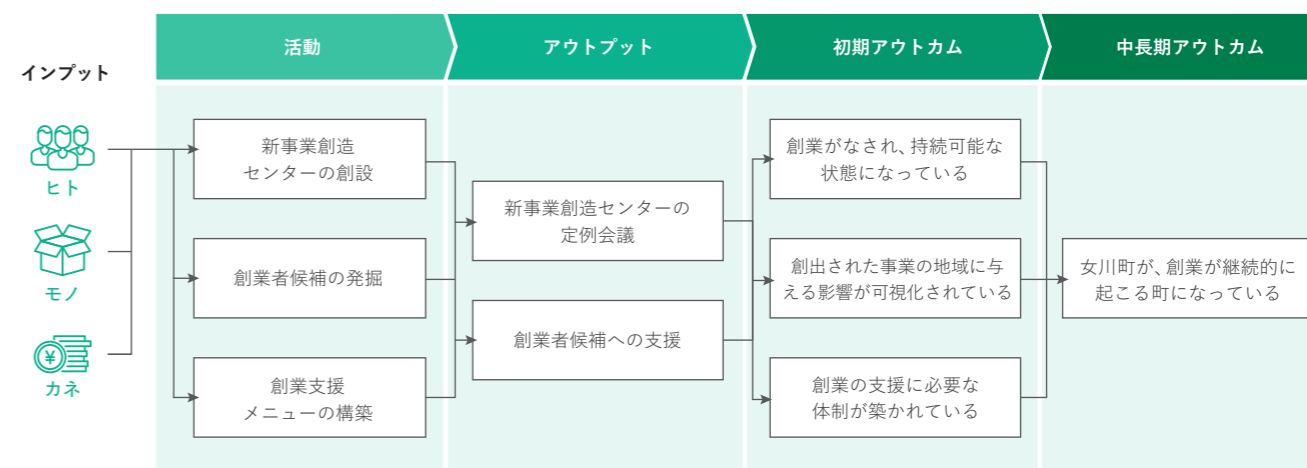 インプット
ヒト
モノ
¥
カネ
活動
新事業創造
センターの創設
創業者候補の発掘
創業支援
メニューの構築
アウトプット
新事業創造センターの
定例会議
創業者候補への支援
初期アウトカム
創業がなされ、持続可能な
状態になっている
創出された事業の地域に与
える影響が可視化されている
創業の支援に必要な
体制が築かれている
中長期アウトカム
女川町が、創業が継続的に
起こる町になっている